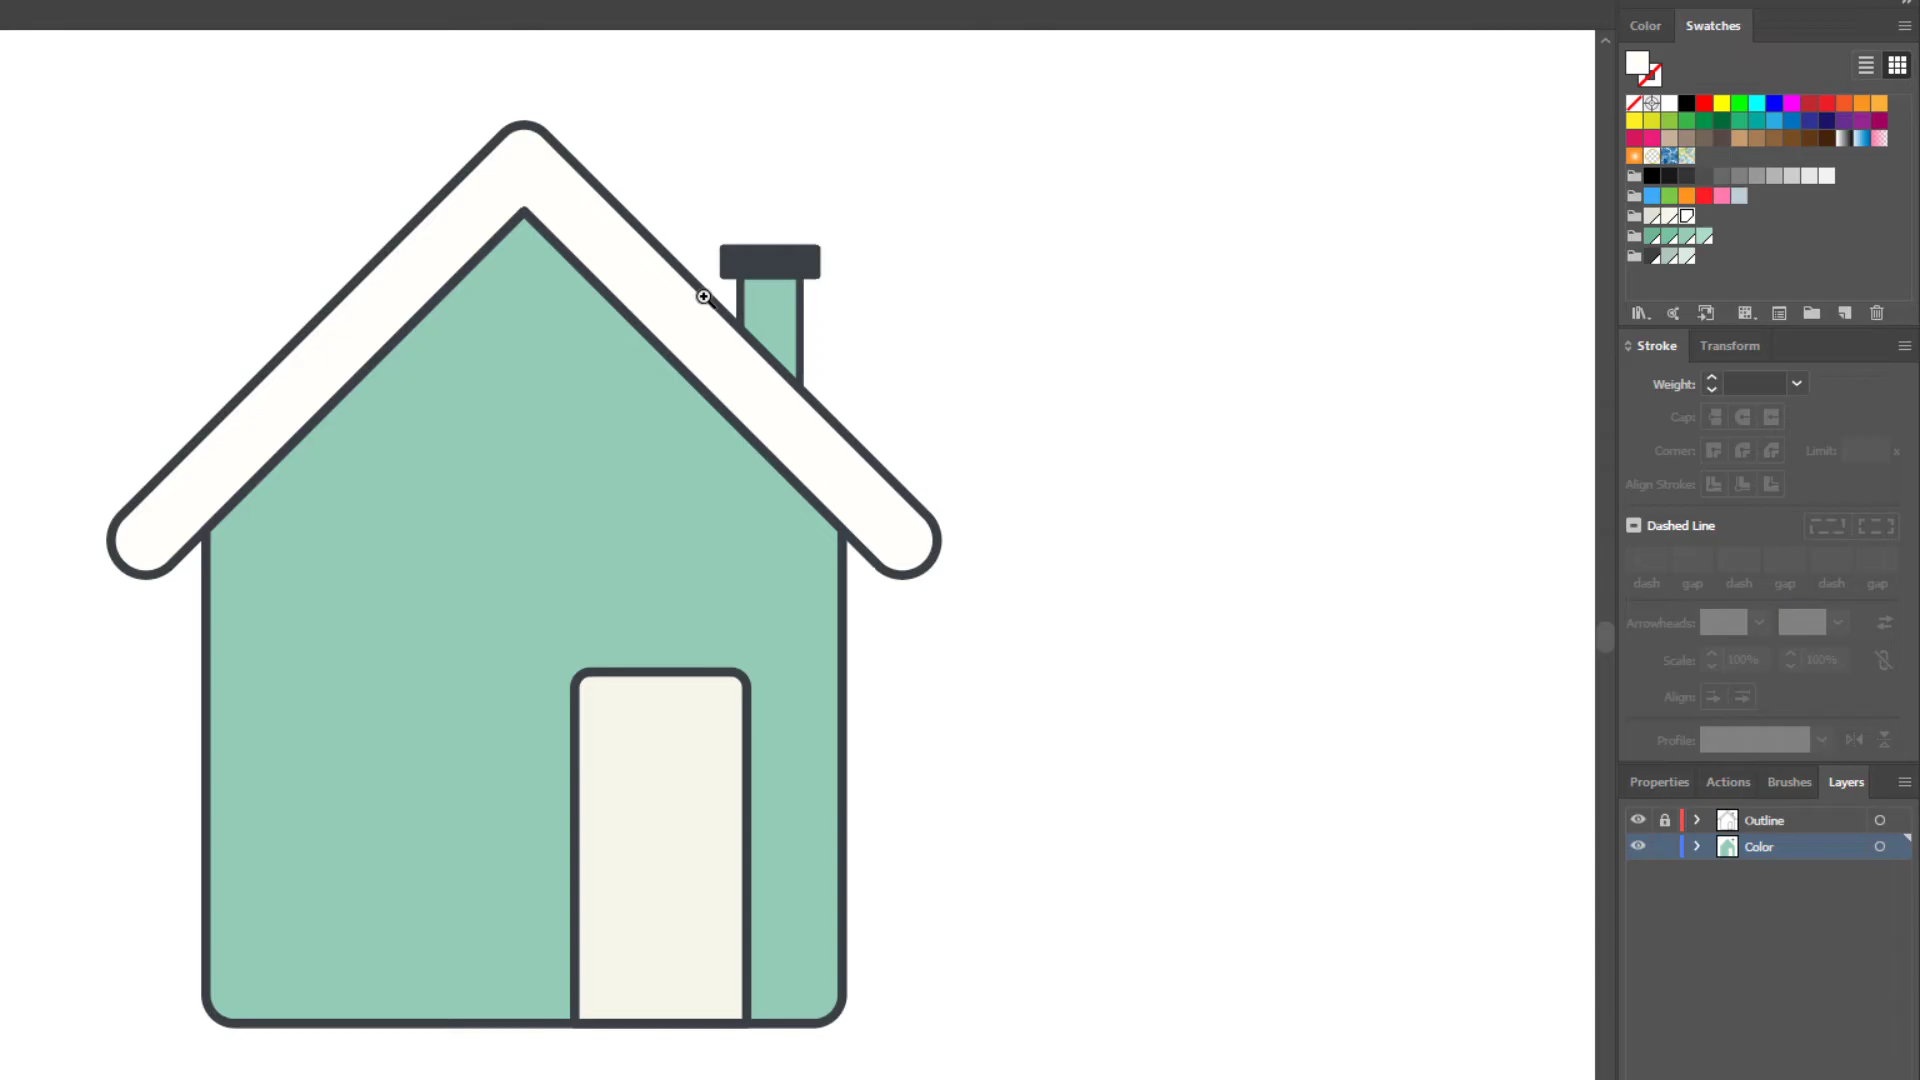 Color Swatches
Stroke Transform
Weight:
Cap:
Corner: Limit: x
Align Stroke:
Dashed Line
dash gap dash gap dash gap
Arrowheads:
Scale: 100% 100%
Align:
Profile:
Properties Actions Brushes Layers
Outline
Color